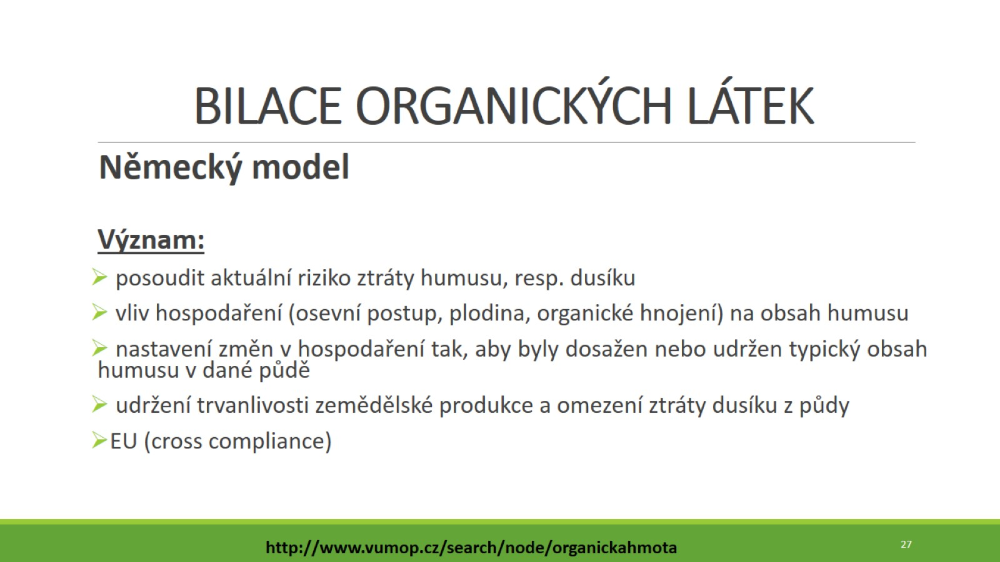 BILACE ORGANICKÝCH LÁTEK
Německý model
Význam:
posoudit aktuální riziko ztráty humusu, resp. dusíku
vliv hospodaření (osevní postup, plodina, organické hnojení) na obsah humusu
nastavení změn v hospodaření tak, aby byly dosažen nebo udržen typický obsah
humusu v dané půdě
udržení trvanlivosti zemědělské produkce a omezení ztráty dusíku z půdy
EU (cross compliance)
http://www.vumop.cz/search/node/organickahmota
27